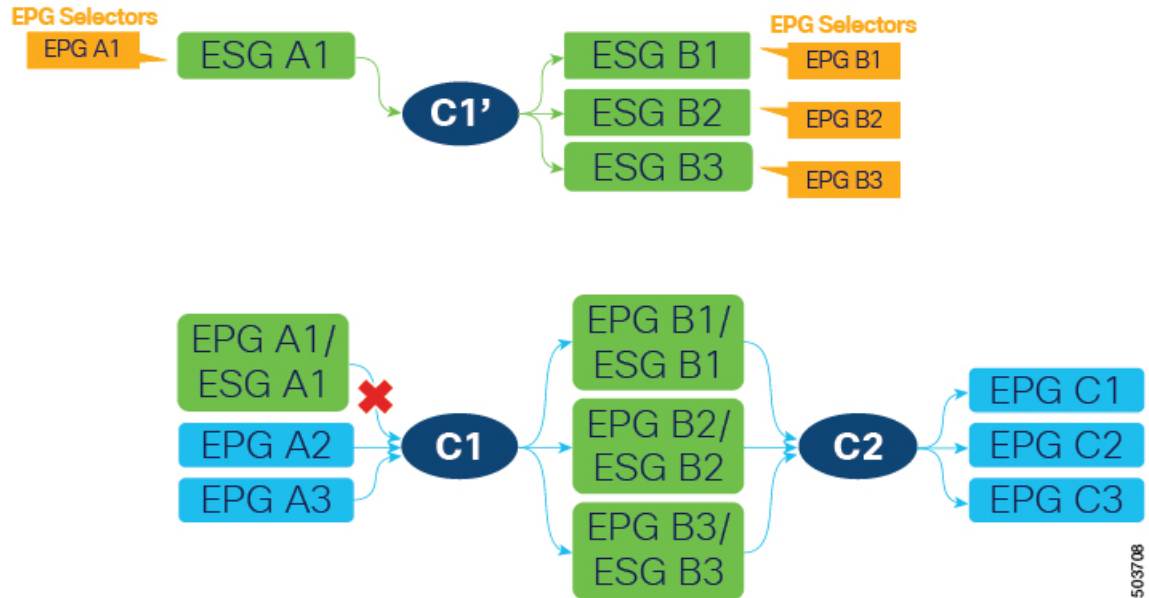 EPG Selectors
EPG A1
ESG A1
C1’
ESG B1
ESG B2
ESG B3
EPG Selectors
EPG B1
EPG B2
EPG B3
EPG A1/
ESG A1
EPG A2
EPG A3
C1
EPG B1/
ESG B1
EPG B2/
ESG B2
EPG B3/
ESG B3
C2
EPG C1
EPG C2
EPG C3
503708